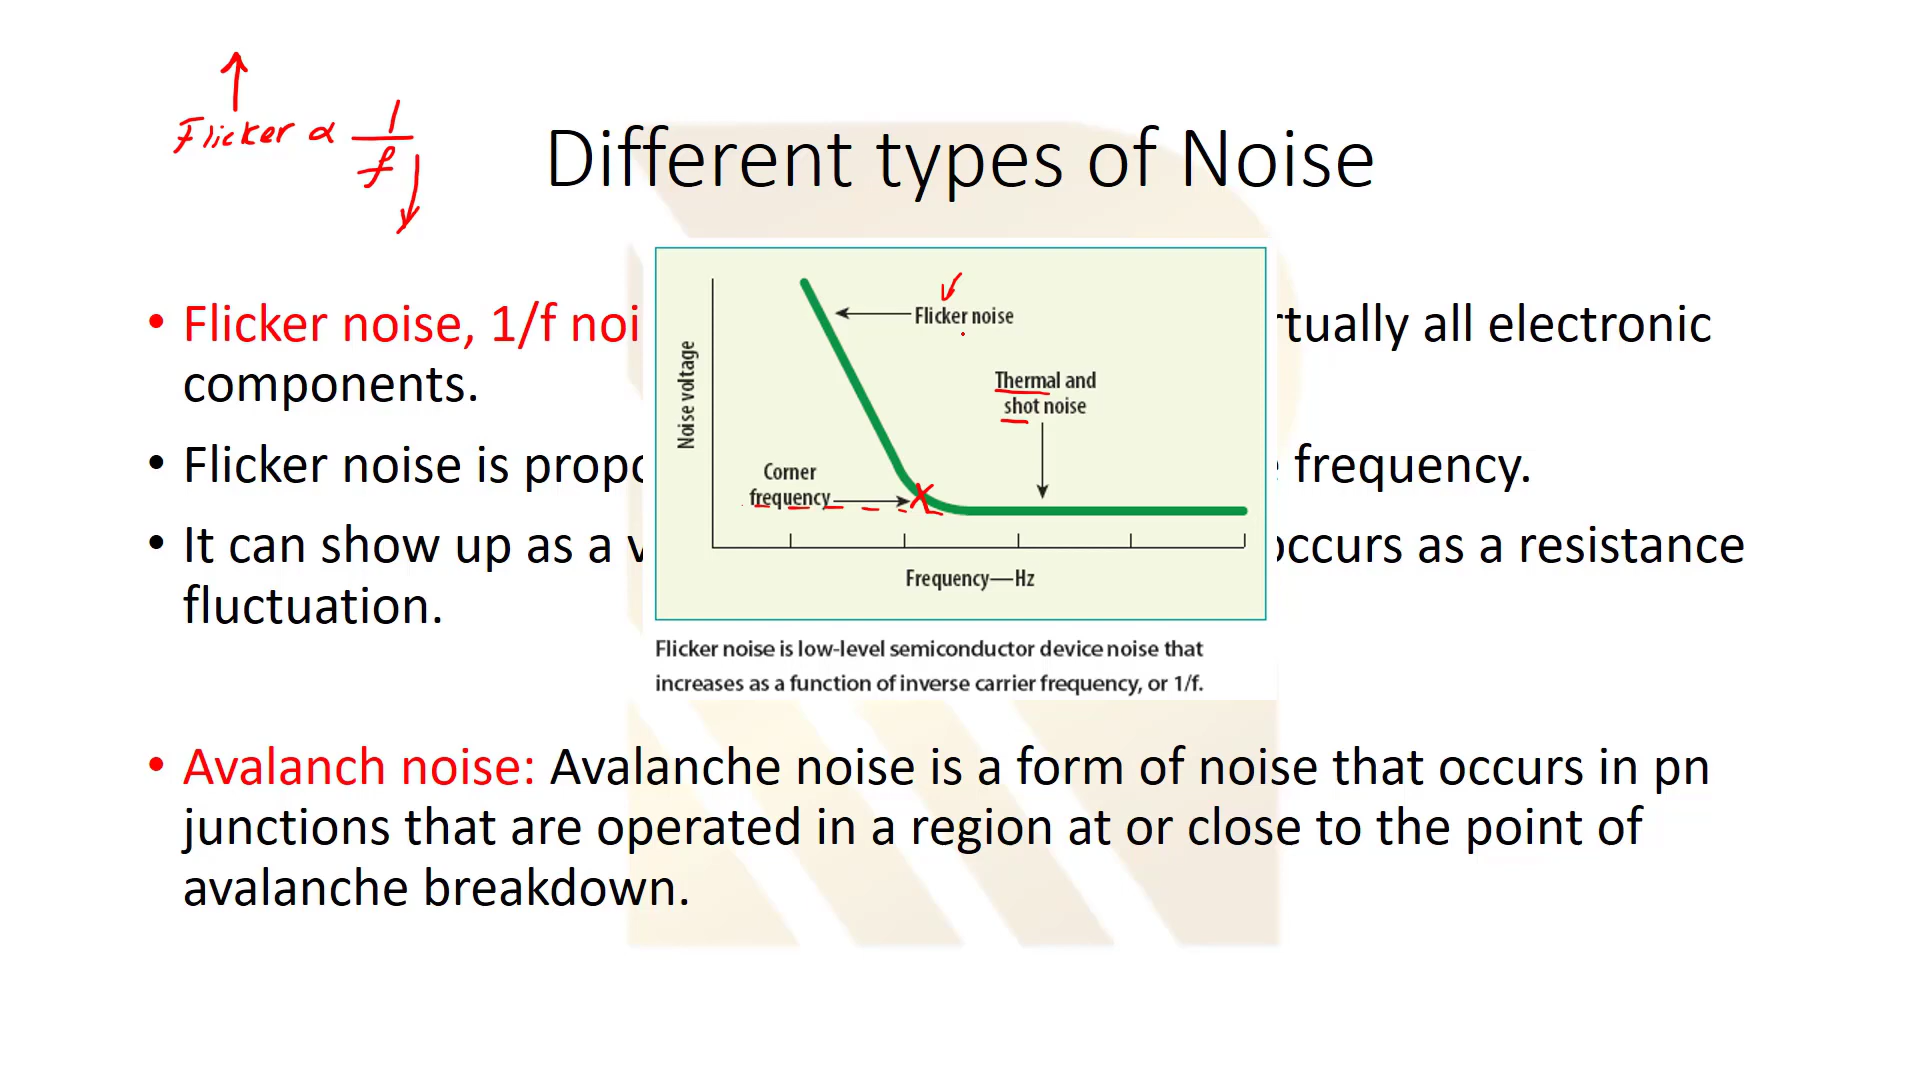 Flicker ∝ 1/f
Different types of Noise
• Flicker noise, 1/f noi rtually all electronic
components.
• Flicker noise is propo frequency.
• It can show up as a v occurs as a resistance
fluctuation.
Flicker noise
Thermal and
shot noise
Noise voltage
Corner
frequency
Frequency—Hz
Flicker noise is low-level semiconductor device noise that
increases as a function of inverse carrier frequency, or 1/f.
• Avalanch noise: Avalanche noise is a form of noise that occurs in pn
junctions that are operated in a region at or close to the point of
avalanche breakdown.